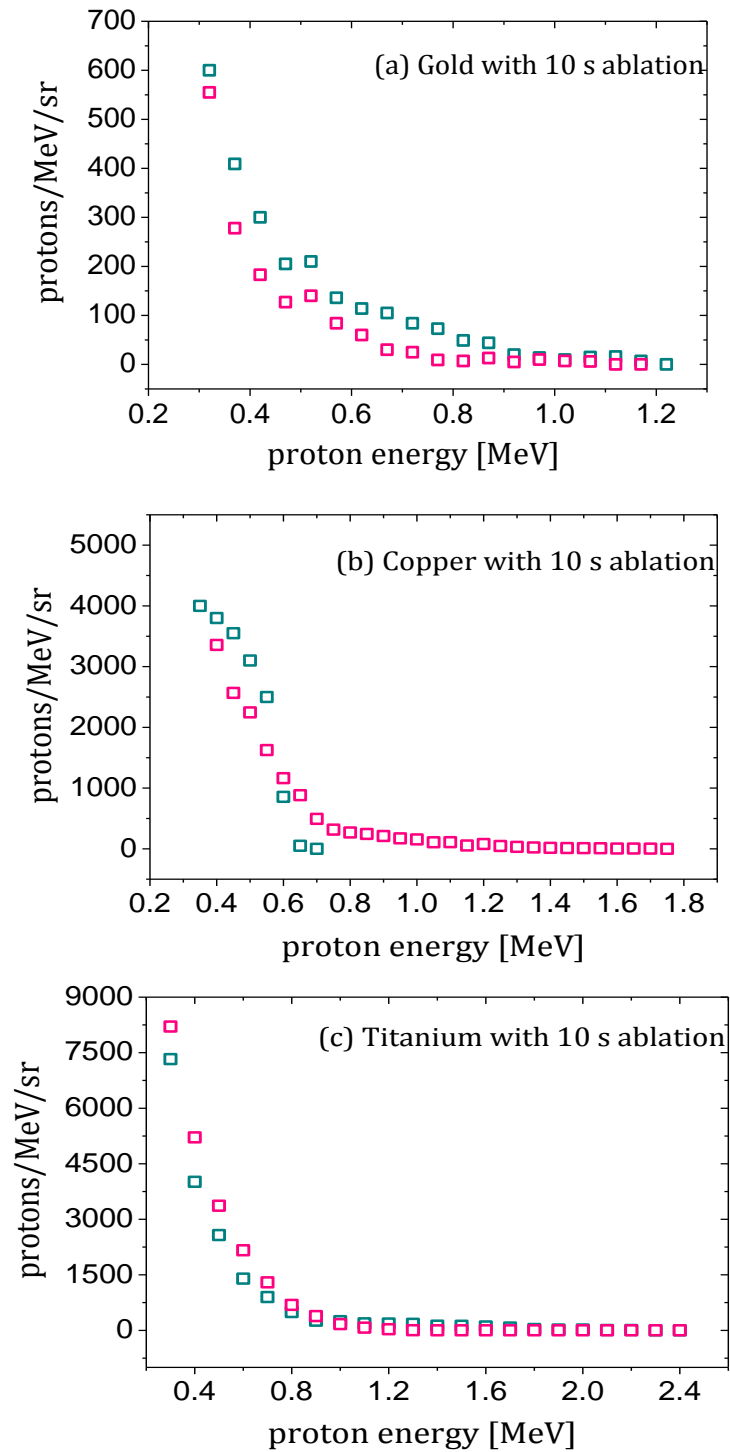 700
600
500
400
300
200
100
0
protons/MeV/sr
(a) Gold with 10 s ablation
0.2 0.4 0.6 0.8 1.0 1.2
proton energy [MeV]
5000
4000
3000
2000
1000
0
protons/MeV/sr
(b) Copper with 10 s ablation
0.2 0.4 0.6 0.8 1.0 1.2 1.4 1.6 1.8
proton energy [MeV]
9000
7500
6000
4500
3000
1500
0
protons/MeV/sr
(c) Titanium with 10 s ablation
0.4 0.8 1.2 1.6 2.0 2.4
proton energy [MeV]